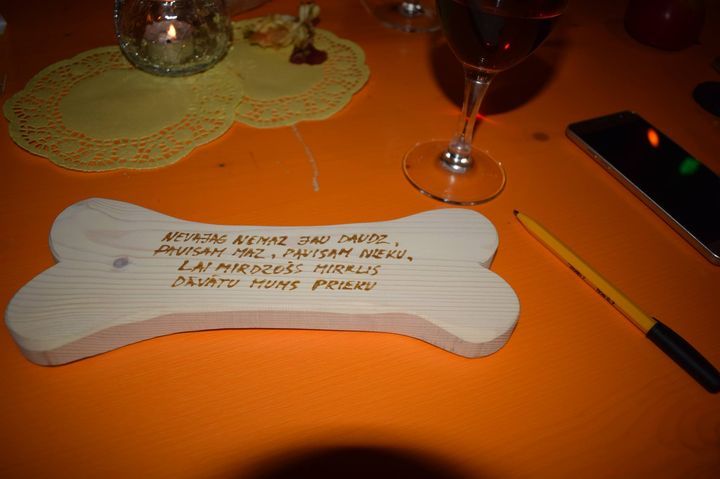 NEVAJAG NEMAZ JAU DAUDZ,
PAVISAM MAZ, PAVISAM NIEKU,
LAI MIRDZOŠS MIRKLIS
DĀVĀTU MUMS PRIEKU